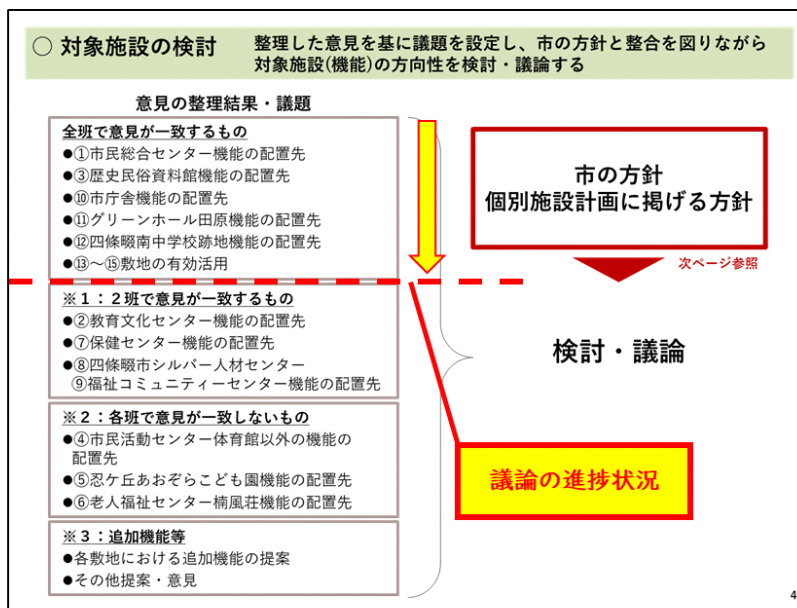 ○ 対象施設の検討
整理した意見を基に議題を設定し、市の方針と整合を図りながら
対象施設(機能)の方向性を検討・議論する
意見の整理結果・議題
全班で意見が一致するもの
●①市民総合センター機能の配置先
●③歴史民俗資料館機能の配置先
●⑩市庁舎機能の配置先
●⑪グリーンホール田原機能の配置先
●⑫四條畷南中学校跡地機能の配置先
●⑬～⑮敷地の有効活用
※１：２班で意見が一致するもの
●②教育文化センター機能の配置先
●⑦保健センター機能の配置先
●⑧四條畷市シルバー人材センター
⑨福祉コミュニティーセンター機能の配置先
※２：各班で意見が一致しないもの
●④市民活動センター体育館以外の機能の
配置先
●⑤忍ケ丘あおぞらこども園機能の配置先
●⑥老人福祉センター楠風荘機能の配置先
※３：追加機能等
●各敷地における追加機能の提案
●その他提案・意見
市の方針
個別施設計画に掲げる方針
次ページ参照
検討・議論
議論の進捗状況
4